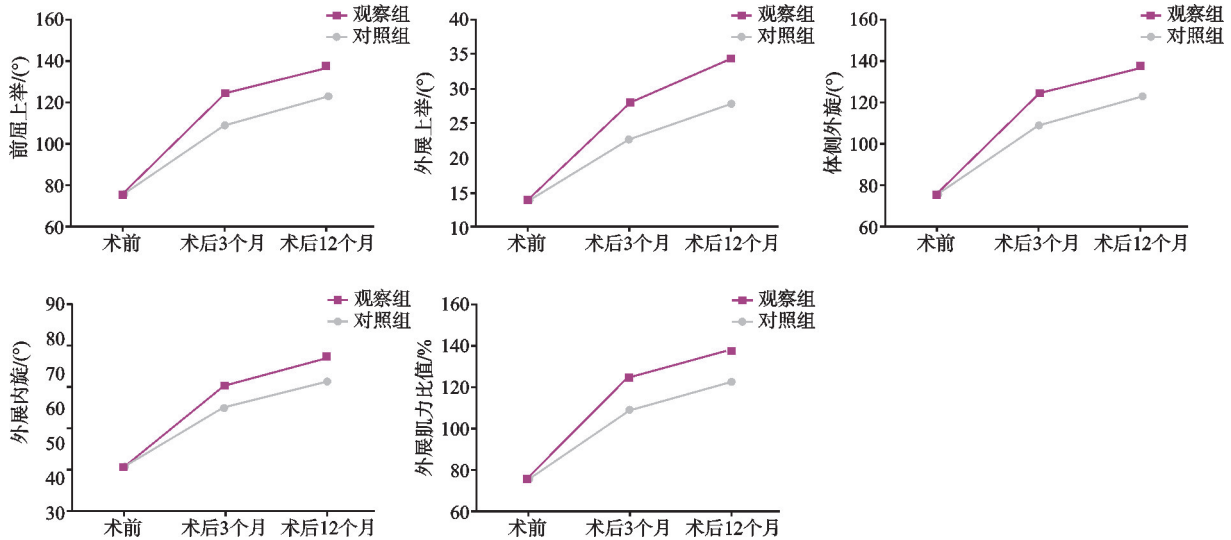 160
140
120
100
80
60
前屈上举/(°)
观察组
对照组
术前
术后3个月
术后12个月
40
35
30
25
20
15
10
外展上举/(°)
观察组
对照组
术前
术后3个月
术后12个月
160
140
120
100
80
60
体侧外旋/(°)
观察组
对照组
术前
术后3个月
术后12个月
90
80
70
60
50
40
30
外展内旋/(°)
观察组
对照组
术前
术后3个月
术后12个月
160
140
120
100
80
60
外展肌力比值/%
观察组
对照组
术前
术后3个月
术后12个月